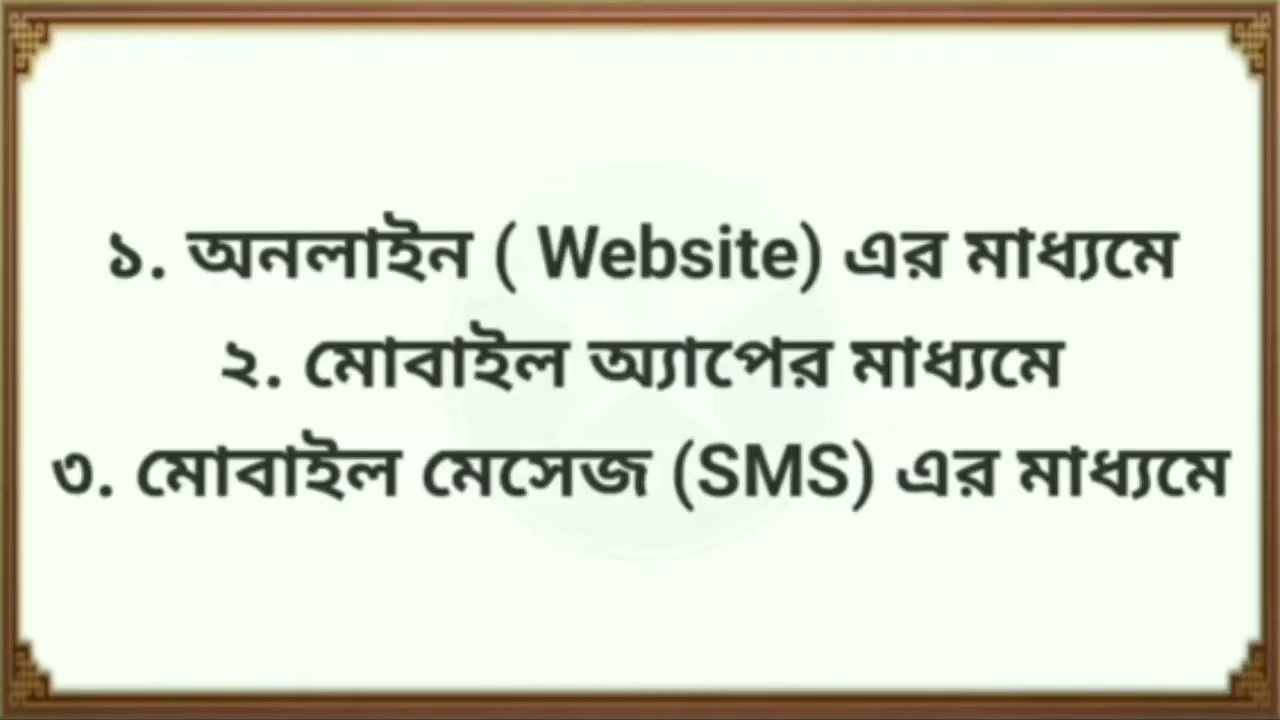 ১. অনলাইন ( Website) এর মাধ্যমে
২. মোবাইল অ্যাপের মাধ্যমে
৩. মোবাইল মেসেজ (SMS) এর মাধ্যমে